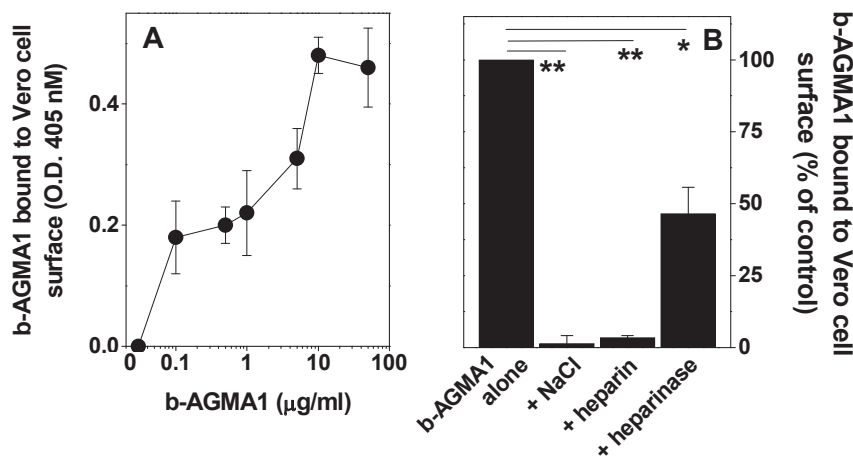 A
b-AGMA1 bound to Vero cell
surface (O.D. 405 nM)
0.4
0.2
0.0
0
0.1
1
10
100
b-AGMA1 (μg/ml)
B
**
**
*
100
75
50
25
0
b-AGMA1 bound to Vero cell
surface (% of control)
b-AGMA1
alone
+ NaCl
+ heparin
+ heparinase